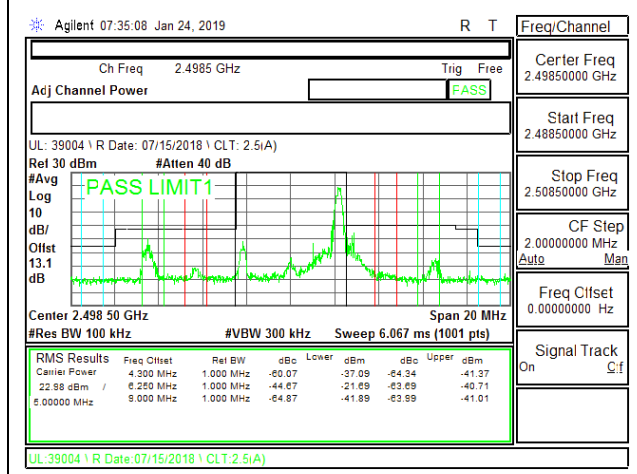 Agilent 07:35:08 Jan 24, 2019 R T
Freq/Channel
Ch Freq 2.4985 GHz Trig Free
Adj Channel Power PASS
UL: 39004 \ R Date: 07/15/2018 \ CLT: 2.5(A)
Ref 30 dBm #Atten 40 dB
#Avg
Log
10
dB/
Offst
13.1
dB
PASS LIMIT1
Center 2.498 50 GHz Span 20 MHz
#Res BW 100 kHz #VBW 300 kHz Sweep 6.067 ms (1001 pts)
RMS Results Freq Offset Ref BW dBc Lower dBm dBc Upper dBm
Carrier Power 4.300 MHz 1.000 MHz -60.07 -37.09 -64.34 -41.37
22.98 dBm / 6.250 MHz 1.000 MHz -44.67 -21.69 -63.69 -40.71
6.00000 MHz 9.000 MHz 1.000 MHz -64.87 -41.89 -63.99 -41.01
UL:39004 \ R Date:07/15/2018 \ CLT:2.5(A)
Center Freq
2.49850000 GHz
Start Freq
2.48850000 GHz
Stop Freq
2.50850000 GHz
CF Step
2.00000000 MHz
Auto Man
Freq Offset
0.00000000 Hz
Signal Track
On Off